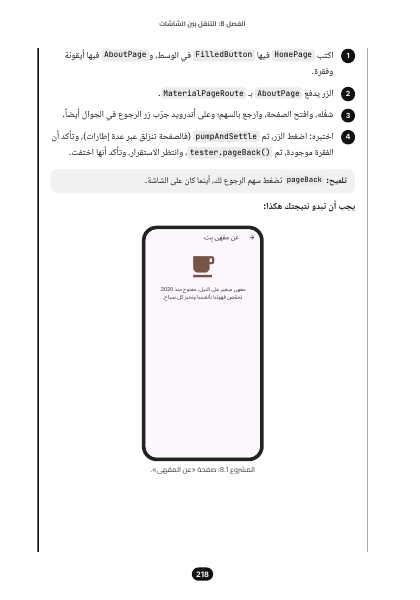 الفصل 8: التنقل بين الشاشات
1 اكتب HomePage فيها FilledButton في الوسط، وAboutPage فيها أيقونة
وفقرة.
2 الزر يدفع AboutPage بـ MaterialPageRoute.
3 شغّله، وافتح الصفحة، وارجع بالسهم؛ وعلى أندرويد جرّب زر الرجوع في الجوال أيضاً.
4 اختبره: اضغط الزر، ثم pumpAndSettle (فالصفحة تنزلق عبر عدة إطارات)، وتأكد أن
الفقرة موجودة، ثم tester.pageBack()، وانتظر الاستقرار، وتأكد أنها اختفت.
تلميح: pageBack تضغط سهم الرجوع لك، أينما كان على الشاشة.
يجب أن تبدو نتيجتك هكذا:
عن مقهى بِت
مقهى صغير على النيل، مفتوح منذ 2020.
نحمّص قهوتنا بأنفسنا ونخبز كل صباح.
المشروع 8.1: صفحة «عن المقهى».
218